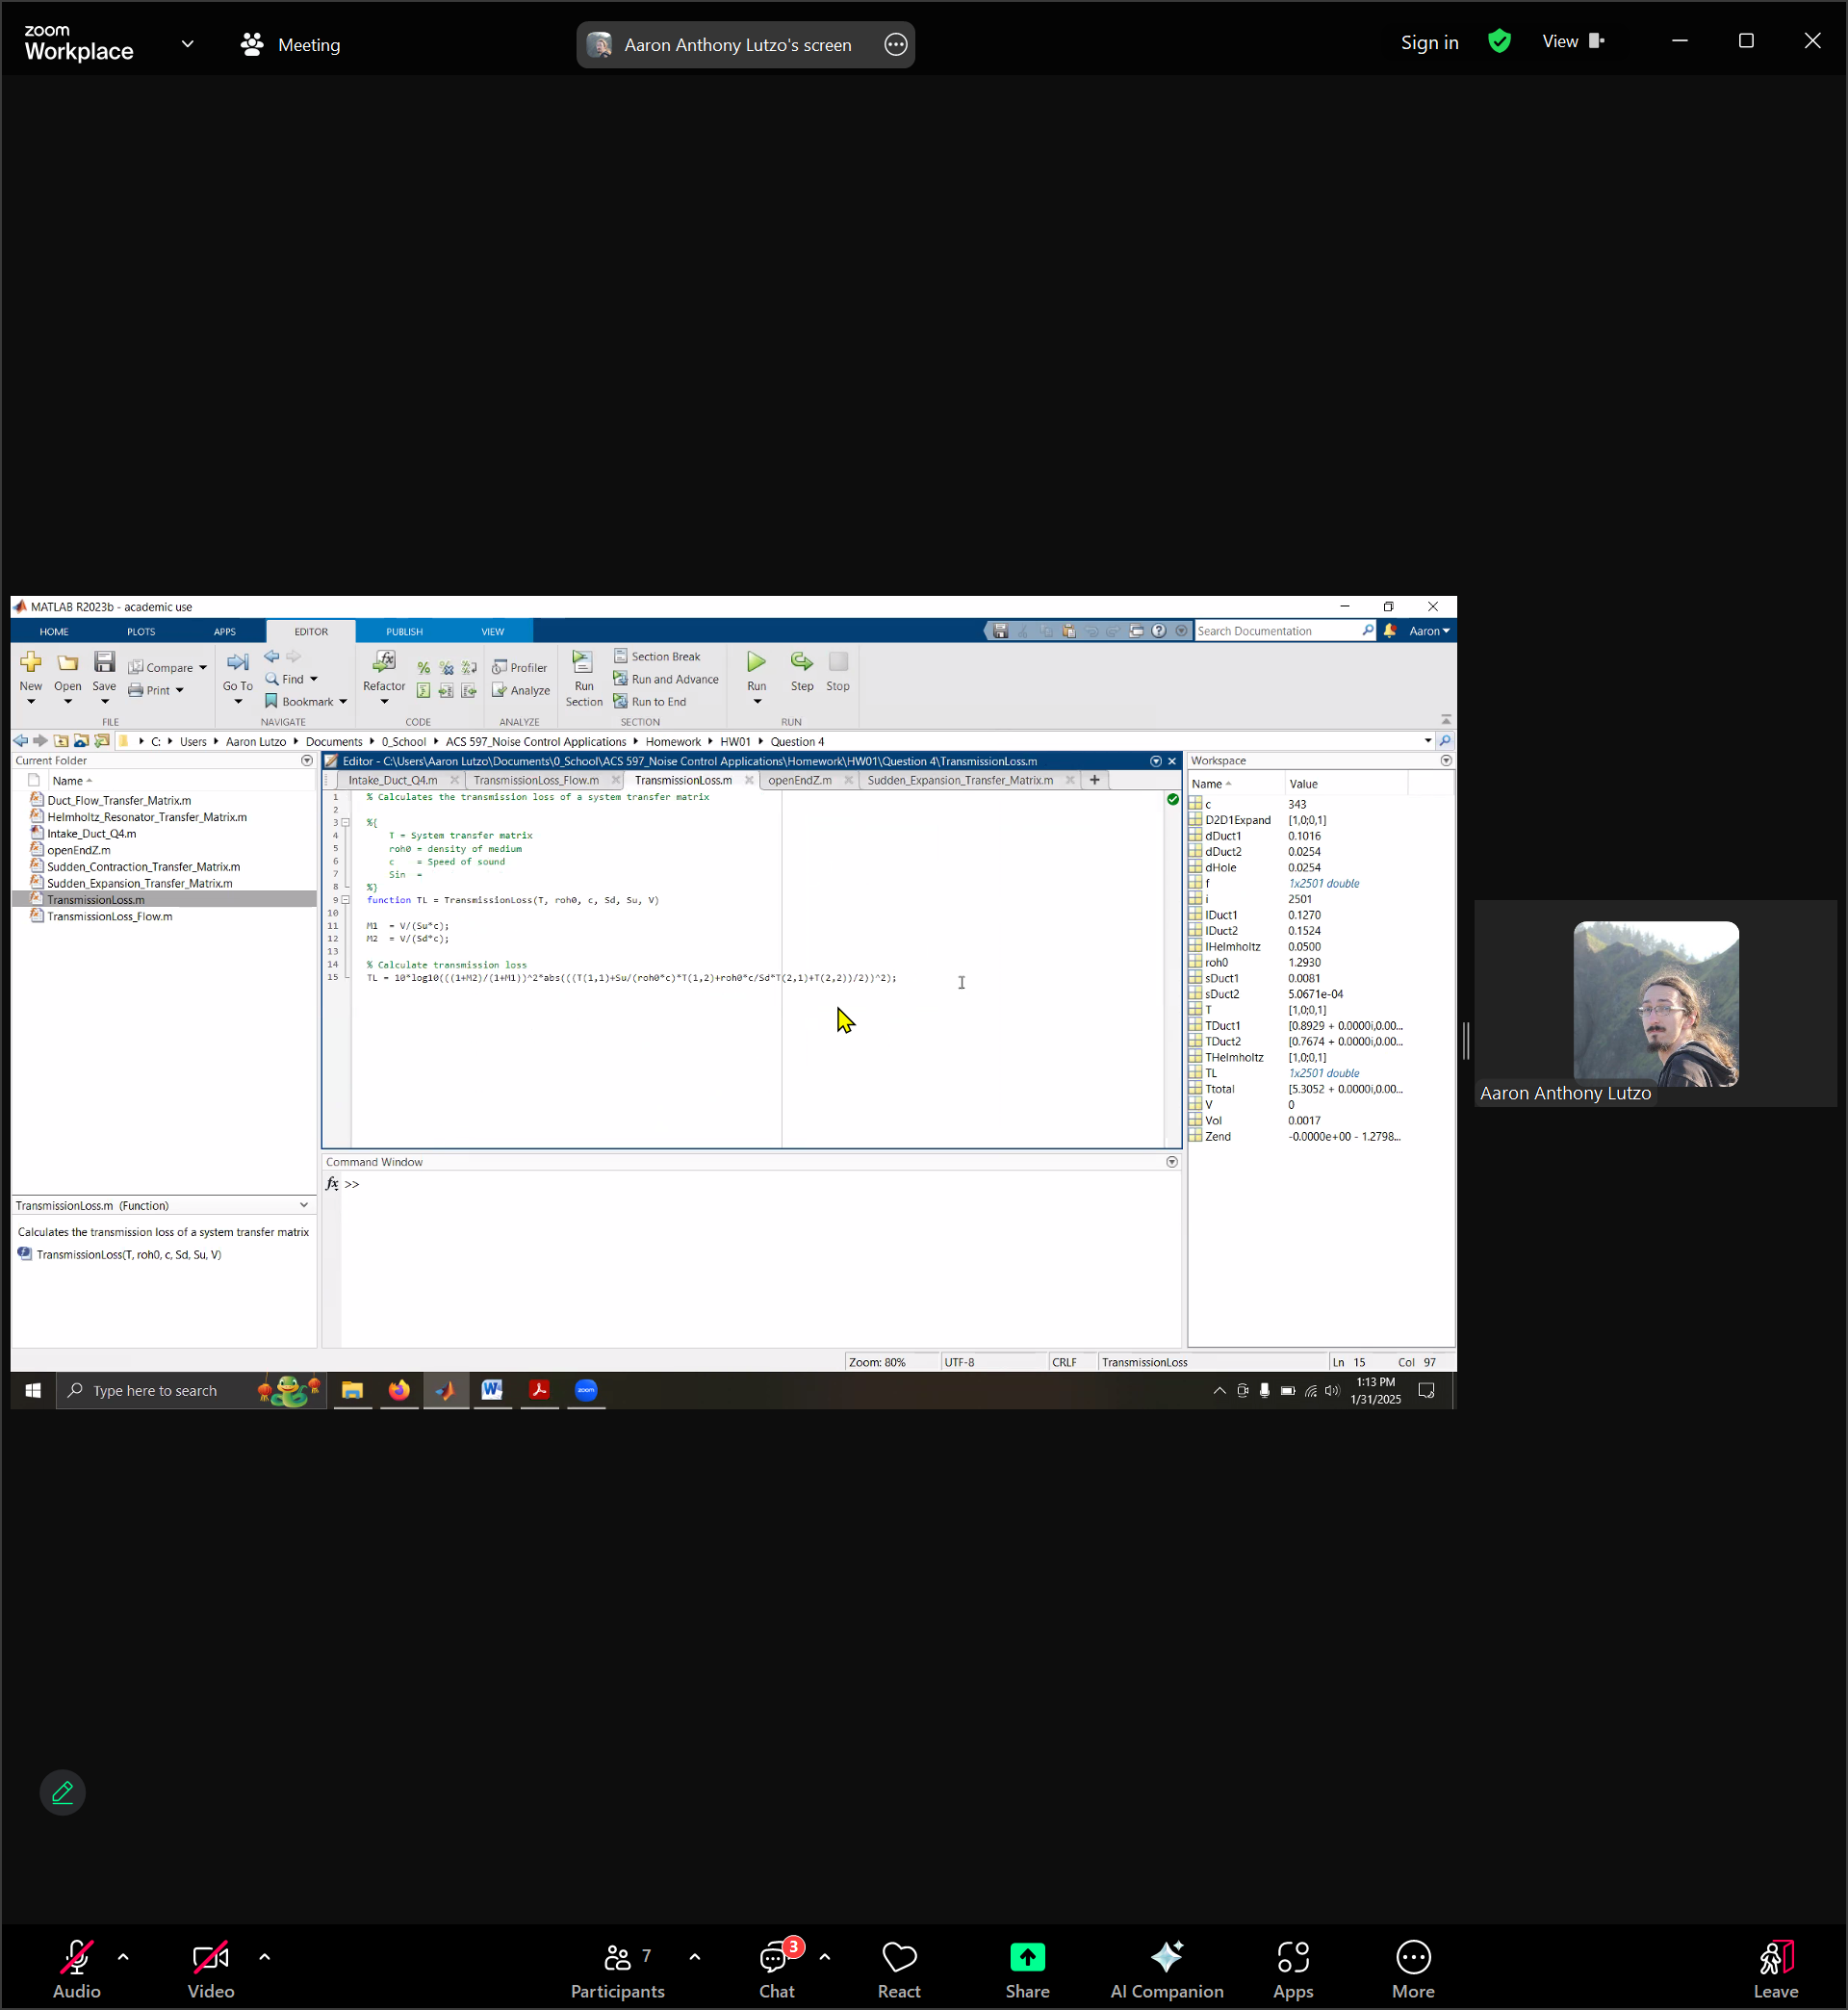 zoom
Workplace
Meeting
Aaron Anthony Lutzo's screen
Sign in
View
MATLAB R2023b - academic use
HOME PLOTS APPS EDITOR PUBLISH VIEW
Search Documentation
Aaron
New Open Save Compare Print
FILE
Go To Find Bookmark
NAVIGATE
Refactor
CODE
Profiler
Analyze
ANALYZE
Run Section
Section Break
Run and Advance
Run to End
SECTION
Run Step Stop
RUN
C: Users Aaron Lutzo Documents 0_School ACS 597_Noise Control Applications Homework HW01 Question 4
Current Folder
Name
Duct_Flow_Transfer_Matrix.m
Helmholtz_Resonator_Transfer_Matrix.m
Intake_Duct_Q4.m
openEndZ.m
Sudden_Contraction_Transfer_Matrix.m
Sudden_Expansion_Transfer_Matrix.m
TransmissionLoss.m
TransmissionLoss_Flow.m
TransmissionLoss.m (Function)
Calculates the transmission loss of a system transfer matrix
TransmissionLoss(T, roh0, c, Sd, Su, V)
Editor - C:\Users\Aaron Lutzo\Documents\0_School\ACS 597_Noise Control Applications\Homework\HW01\Question 4\TransmissionLoss.m
Intake_Duct_Q4.m TransmissionLoss_Flow.m TransmissionLoss.m openEndZ.m Sudden_Expansion_Transfer_Matrix.m
1 % Calculates the transmission loss of a system transfer matrix
2
3 %{
4 T = System transfer matrix
5 roh0 = density of medium
6 c = Speed of sound
7 Sin =
8 %}
9 function TL = TransmissionLoss(T, roh0, c, Sd, Su, V)
10
11 M1 = V/(Su*c);
12 M2 = V/(Sd*c);
13
14 % Calculate transmission loss
15 TL = 10*log10(((1+M2)/(1+M1))^2*abs(((T(1,1)+Su/(roh0*c)*T(1,2)+roh0*c/Sd*T(2,1)+T(2,2))/2))^2);
Command Window
fx >>
Workspace
Name Value
c 343
D2D1Expand [1,0;0,1]
dDuct1 0.1016
dDuct2 0.0254
dHole 0.0254
f 1x2501 double
i 2501
lDuct1 0.1270
lDuct2 0.1524
lHelmholtz 0.0500
roh0 1.2930
sDuct1 0.0081
sDuct2 5.0671e-04
T [1,0;0,1]
TDuct1 [0.8929 + 0.0000i,0.00...
TDuct2 [0.7674 + 0.0000i,0.00...
THelmholtz [1,0;0,1]
TL 1x2501 double
Ttotal [5.3052 + 0.0000i,0.00...
V 0
Vol 0.0017
Zend -0.0000e+00 - 1.2798...
Zoom: 80% UTF-8 CRLF TransmissionLoss Ln 15 Col 97
Type here to search
zoom
1:13 PM
1/31/2025
Aaron Anthony Lutzo
Audio
Video
Participants 7
Chat 3
React
Share
AI Companion
Apps
More
Leave